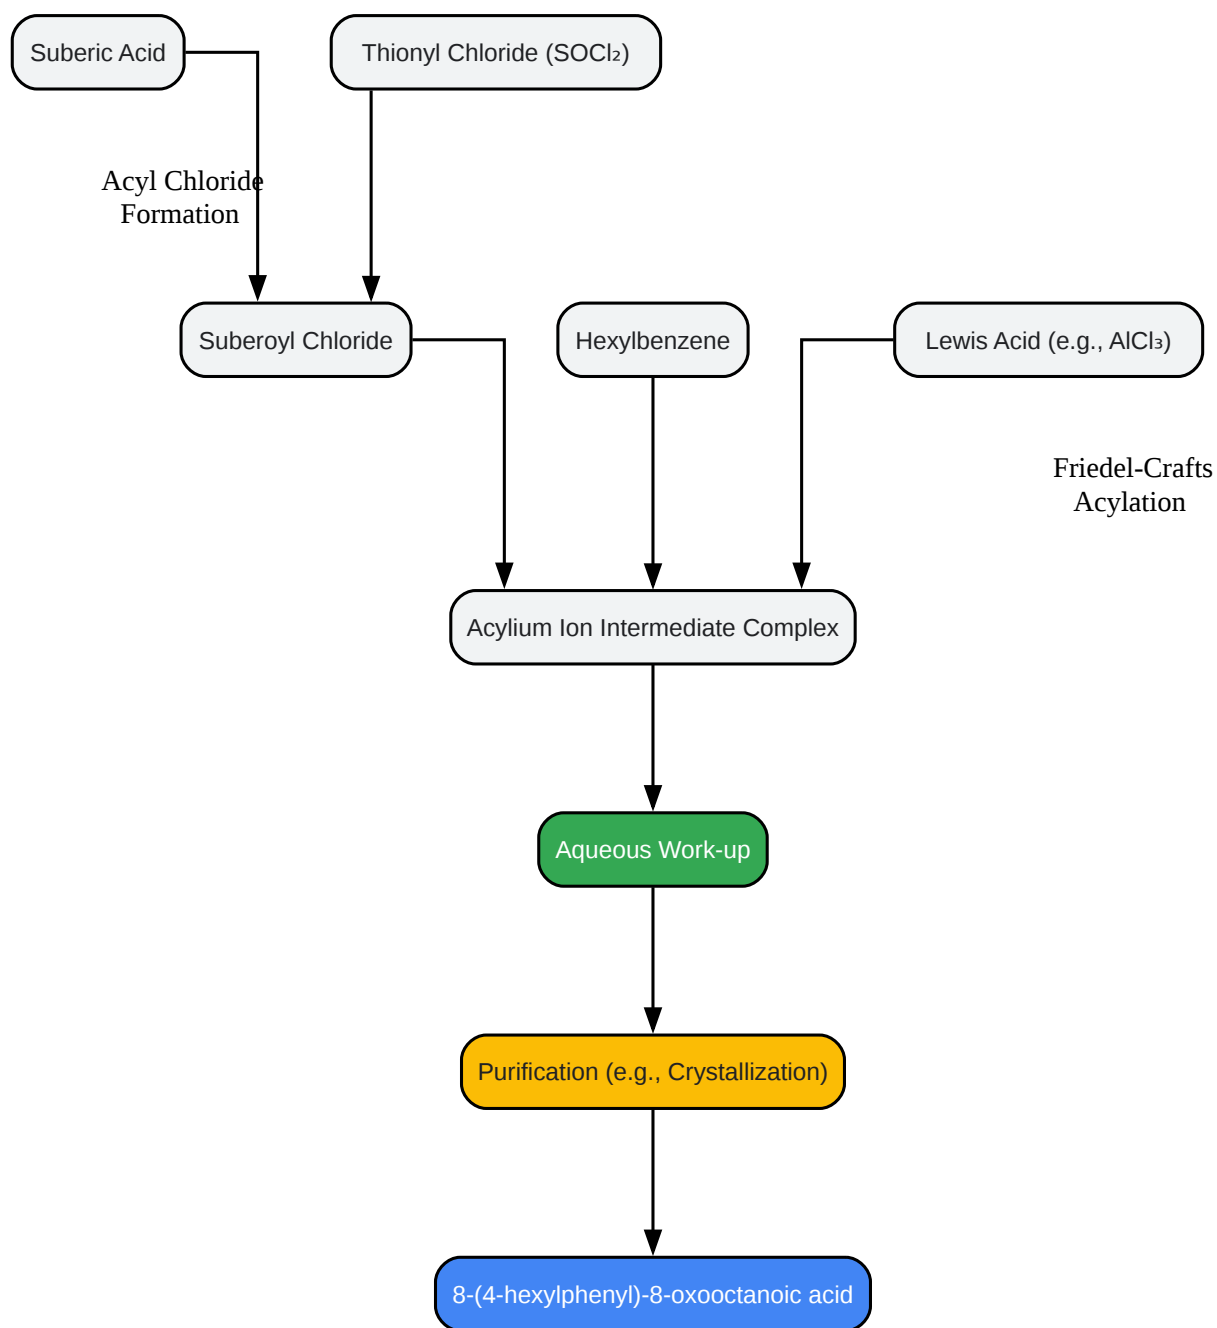 Suberic Acid
Thionyl Chloride (SOCl₂)
Acyl Chloride
Formation
Suberoyl Chloride
Hexylbenzene
Lewis Acid (e.g., AlCl₃)
Friedel-Crafts
Acylation
Acylium Ion Intermediate Complex
Aqueous Work-up
Purification (e.g., Crystallization)
8-(4-hexylphenyl)-8-oxooctanoic acid